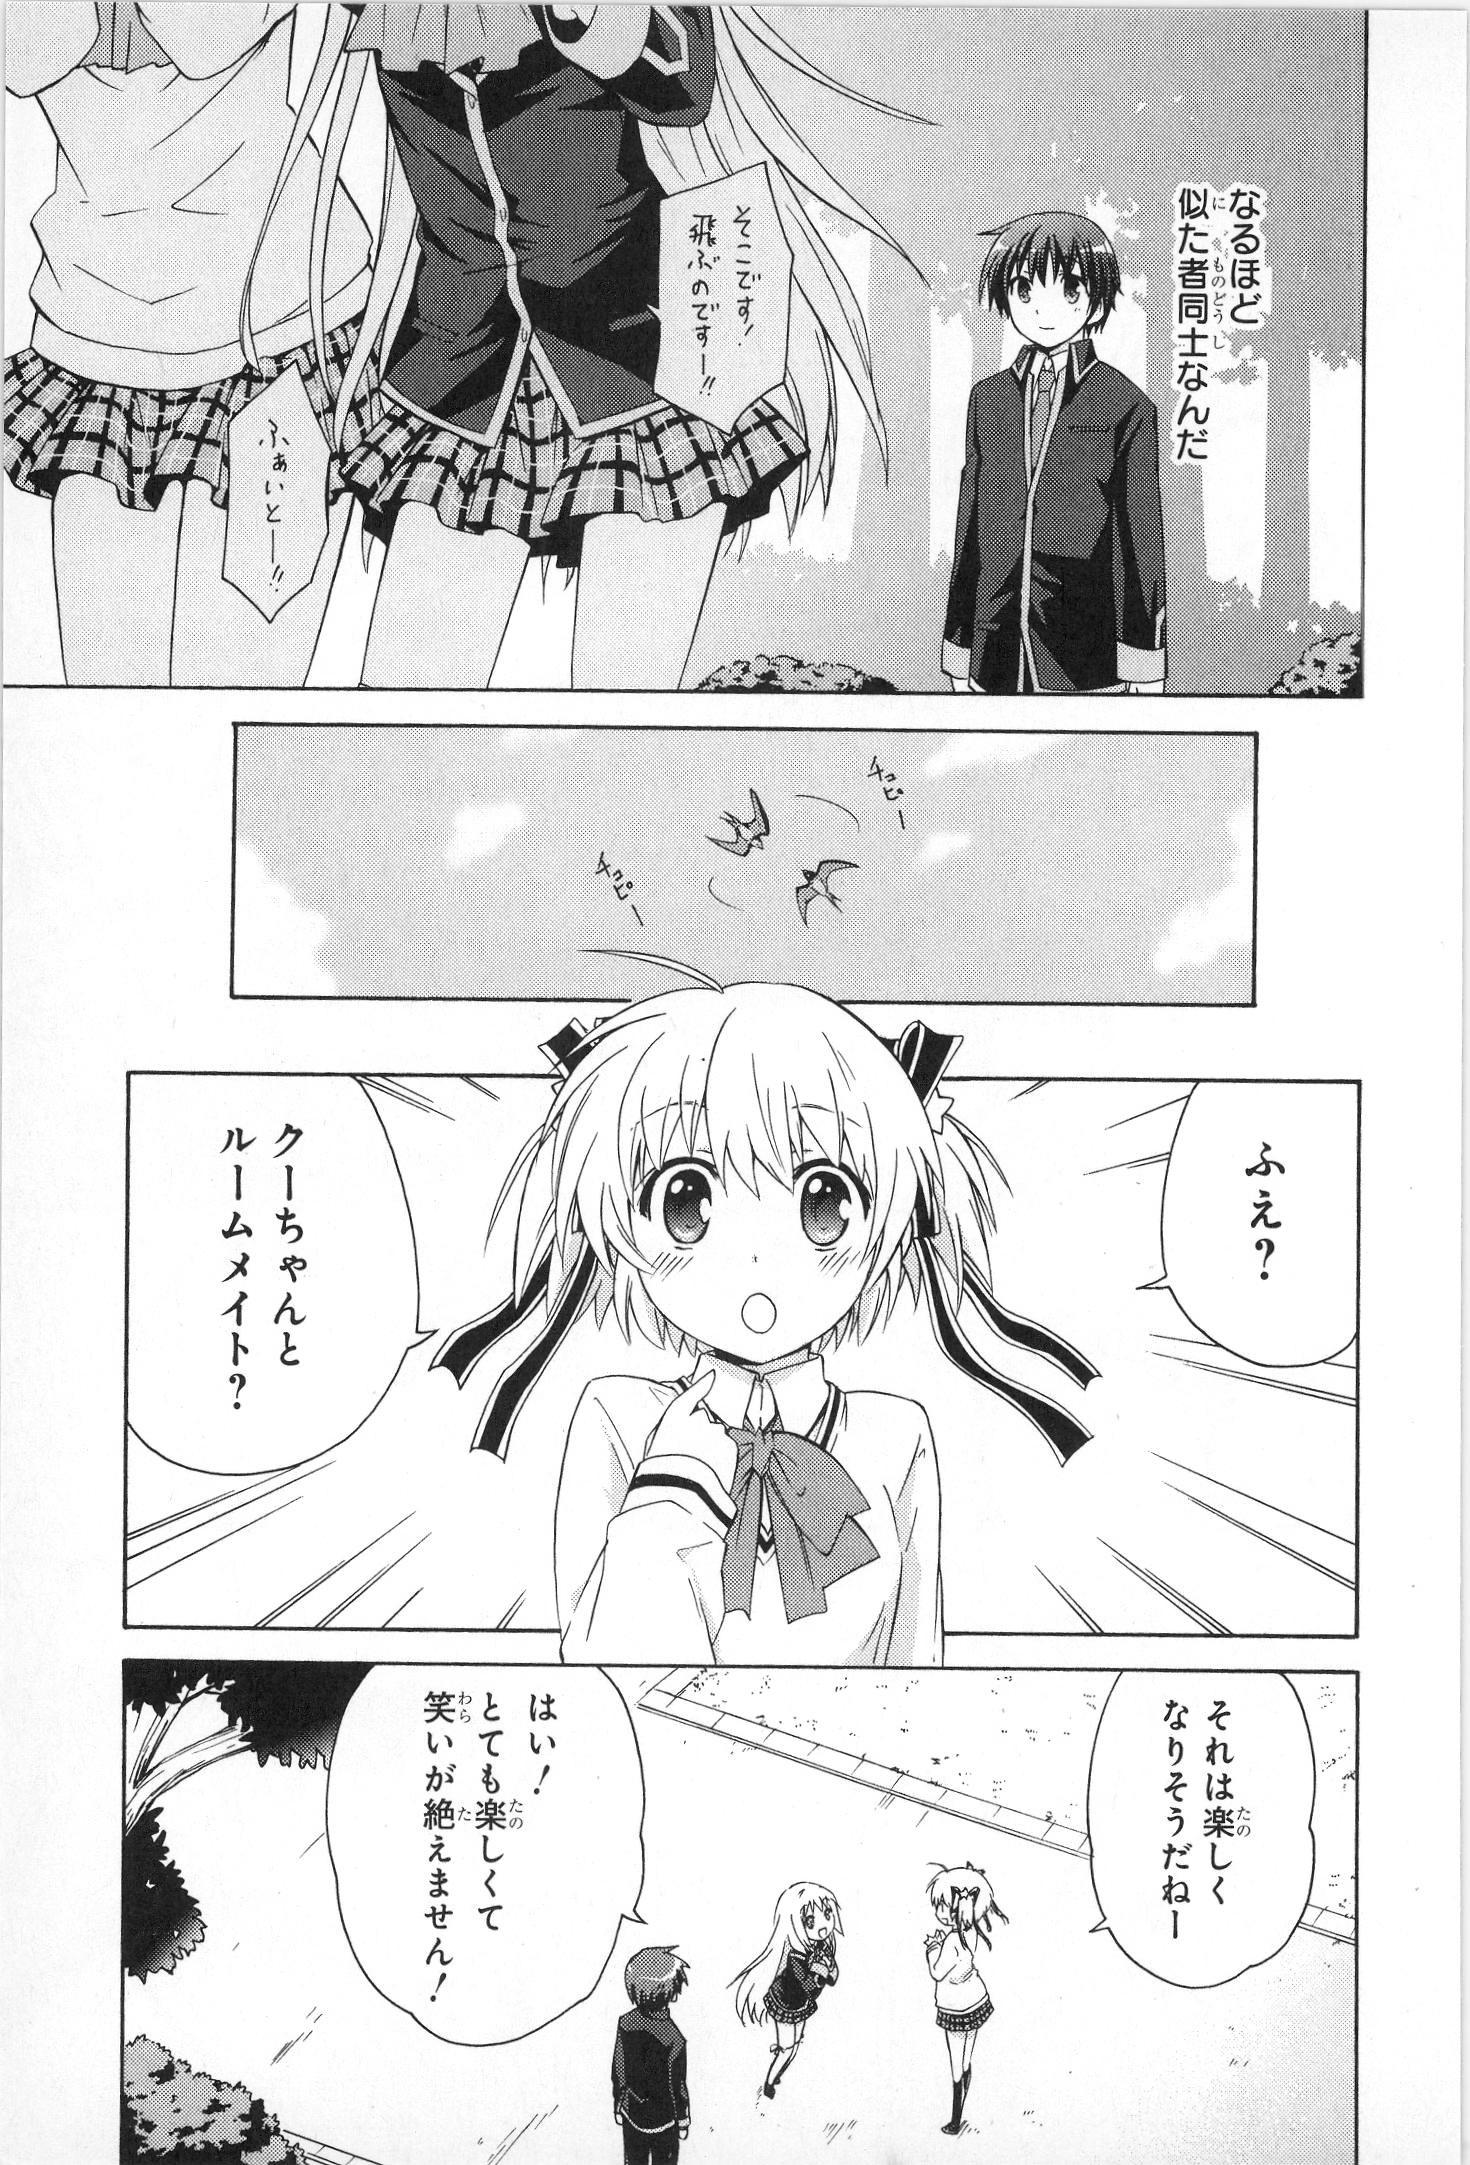 なるほど
似た者同士なんだ
そこです！
飛ぶのですー!!
ふぁいとー!!
チュピー
チュピー
ふえ？
クーちゃんと
ルームメイト？
それは楽しく
なりそうだねー
はい！
とても楽しくて
笑いが絶えません！